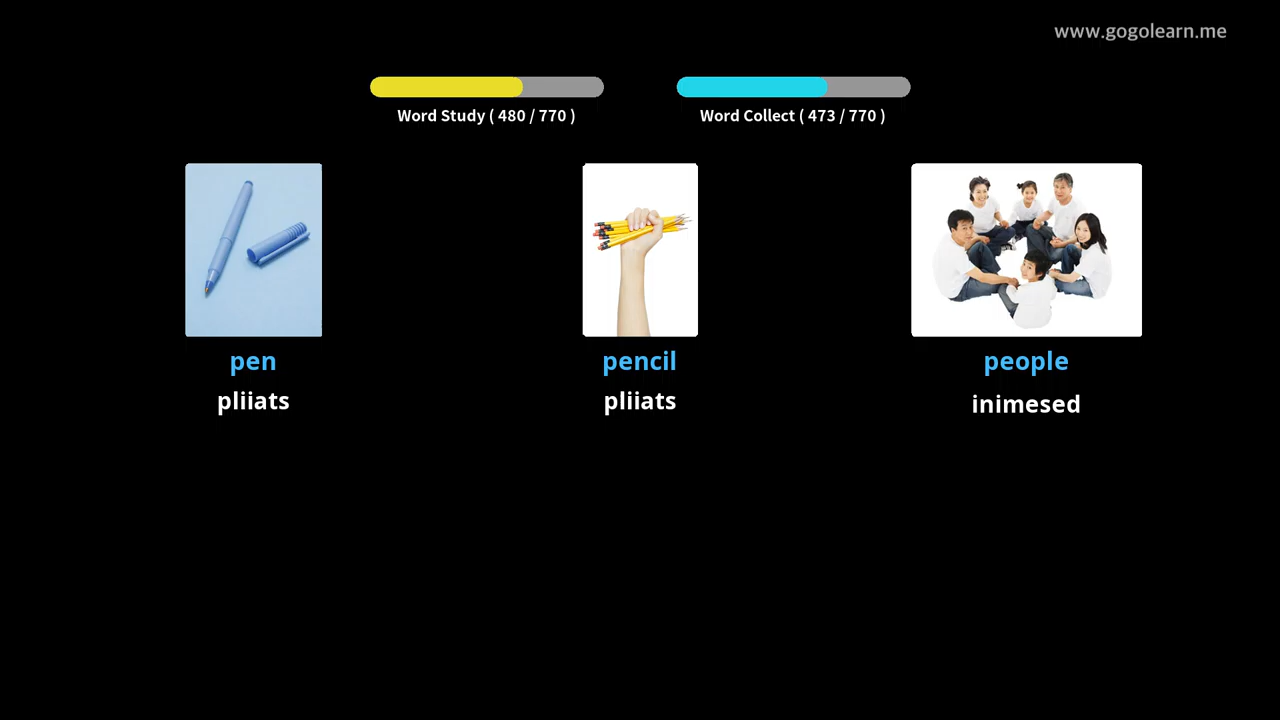 www.gogolearn.me
Word Study ( 480 / 770 )
Word Collect ( 473 / 770 )
pen
pencil
people
pliiats
pliiats
inimesed